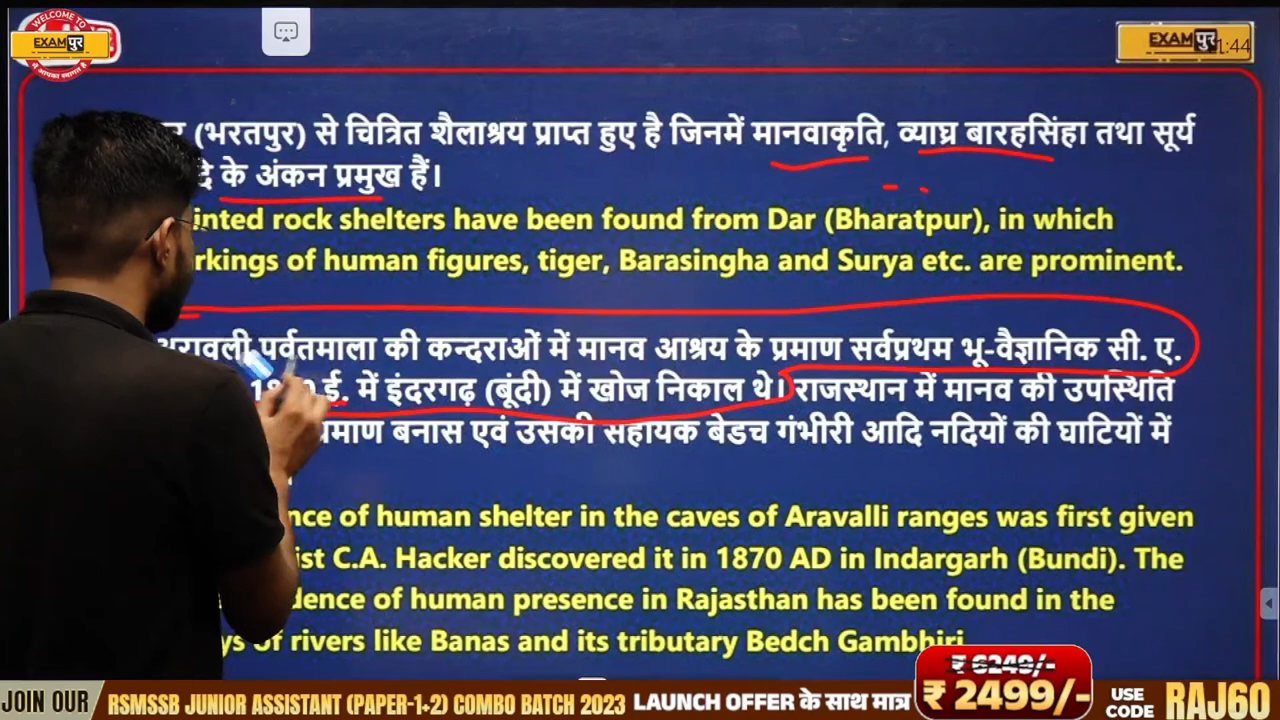 WELCOME TO
EXAMपुर
में आपका स्वागत है
EXAMपुर
1:44
(भरतपुर) से चित्रित शैलाश्रय प्राप्त हुए है जिनमें मानवाकृति, व्याघ्र बारहसिंहा तथा सूर्य
के अंकन प्रमुख हैं।
inted rock shelters have been found from Dar (Bharatpur), in which
rkings of human figures, tiger, Barasingha and Surya etc. are prominent.
अरावली पर्वतमाला की कन्दराओं में मानव आश्रय के प्रमाण सर्वप्रथम भू-वैज्ञानिक सी. ए.
ई. में इंदरगढ़ (बूंदी) में खोज निकाल थे। राजस्थान में मानव की उपस्थिति
बनास एवं उसकी सहायक बेडच गंभीरी आदि नदियों की घाटियों में
nce of human shelter in the caves of Aravalli ranges was first given
ist C.A. Hacker discovered it in 1870 AD in Indargarh (Bundi). The
dence of human presence in Rajasthan has been found in the
ys of rivers like Banas and its tributary Bedch Gambhiri
JOIN OUR RSMSSB JUNIOR ASSISTANT (PAPER-1+2) COMBO BATCH 2023 LAUNCH OFFER के साथ मात्र ₹ 6249/- ₹ 2499/- USE CODE RAJ60